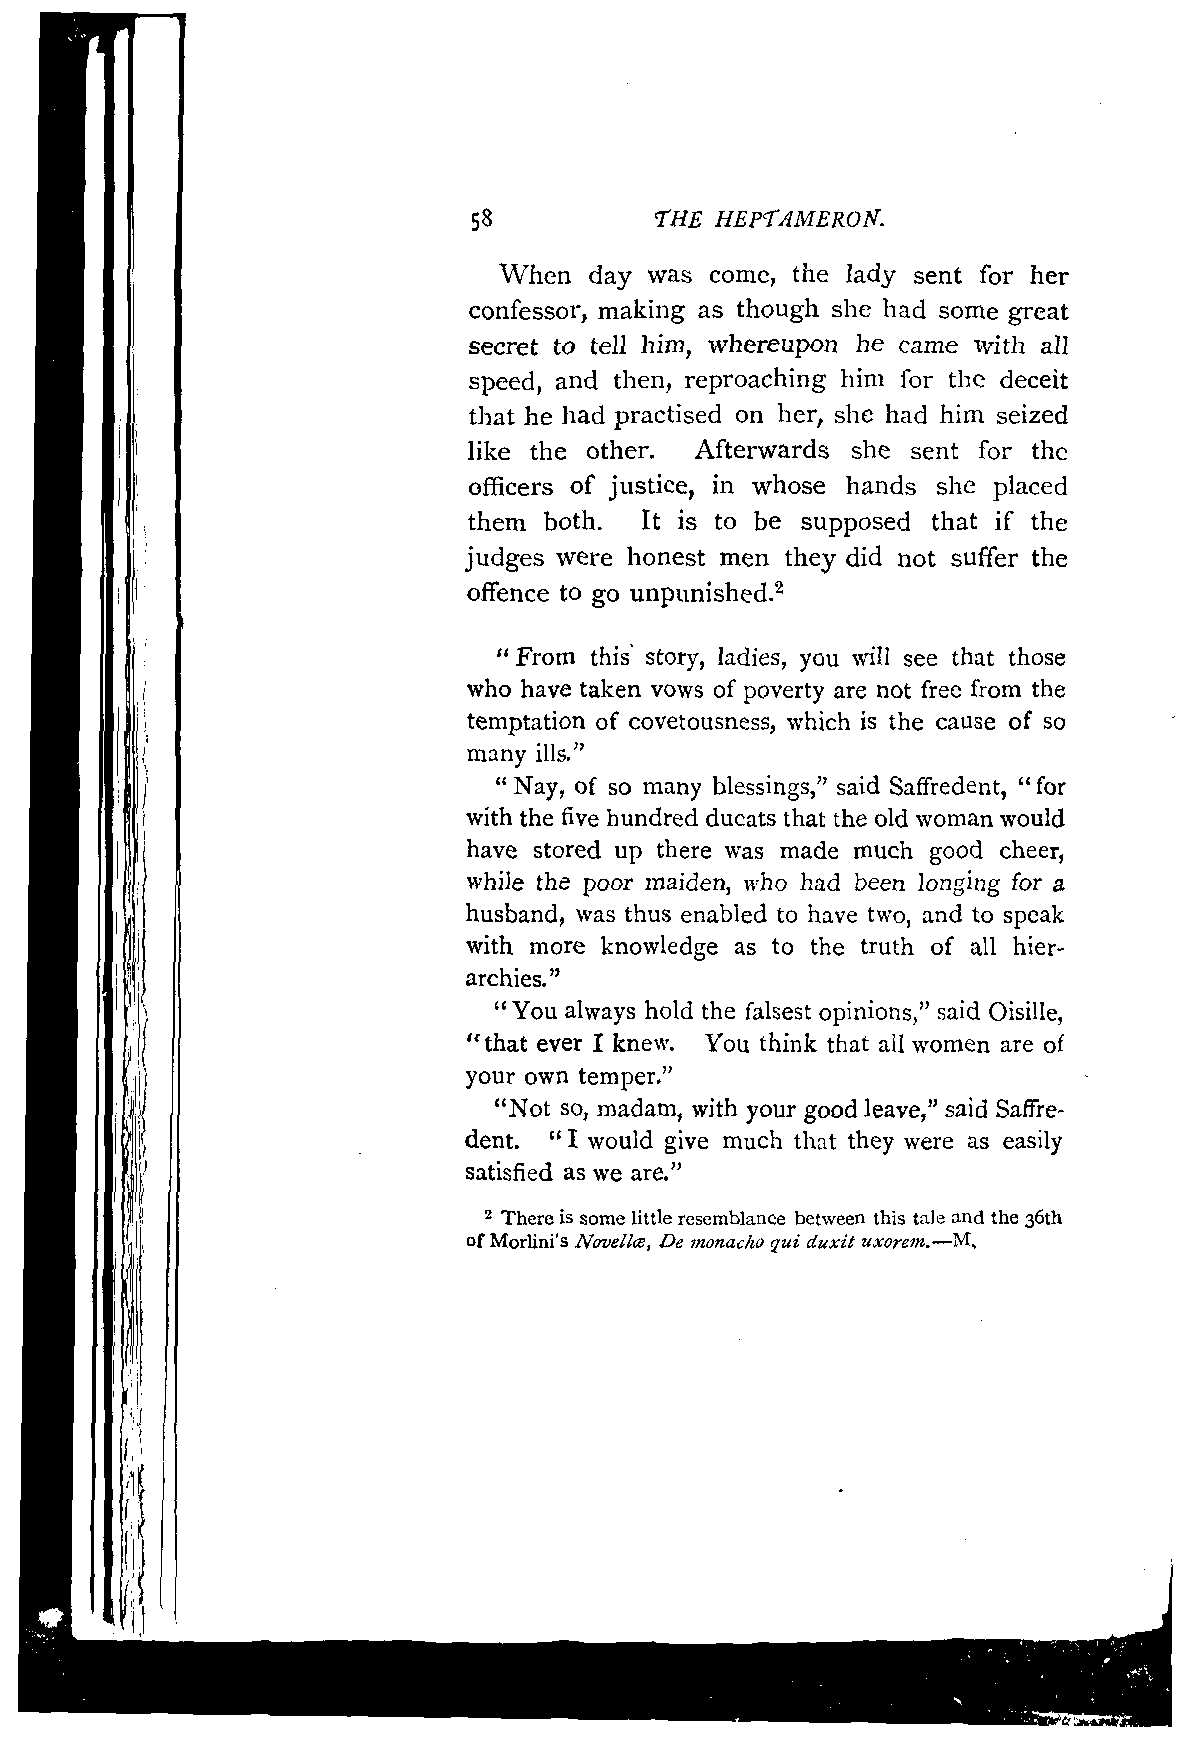 58 THE HEPTAMERON.
When day was come, the lady sent for her
confessor, making as though she had some great
secret to tell him, whereupon he came with all
speed, and then, reproaching him for the deceit
that he had practised on her, she had him seized
like the other. Afterwards she sent for the
officers of justice, in whose hands she placed
them both. It is to be supposed that if the
judges were honest men they did not suffer the
offence to go unpunished.²
“From this story, ladies, you will see that those
who have taken vows of poverty are not free from the
temptation of covetousness, which is the cause of so
many ills.”
“Nay, of so many blessings,” said Saffredent, “for
with the five hundred ducats that the old woman would
have stored up there was made much good cheer,
while the poor maiden, who had been longing for a
husband, was thus enabled to have two, and to speak
with more knowledge as to the truth of all hier-
archies.”
“You always hold the falsest opinions,” said Oisille,
“that ever I knew. You think that all women are of
your own temper.”
“Not so, madam, with your good leave,” said Saffre-
dent. “I would give much that they were as easily
satisfied as we are.”
² There is some little resemblance between this tale and the 36th
of Morlini's Novellæ, De monacho qui duxit uxorem.—M.